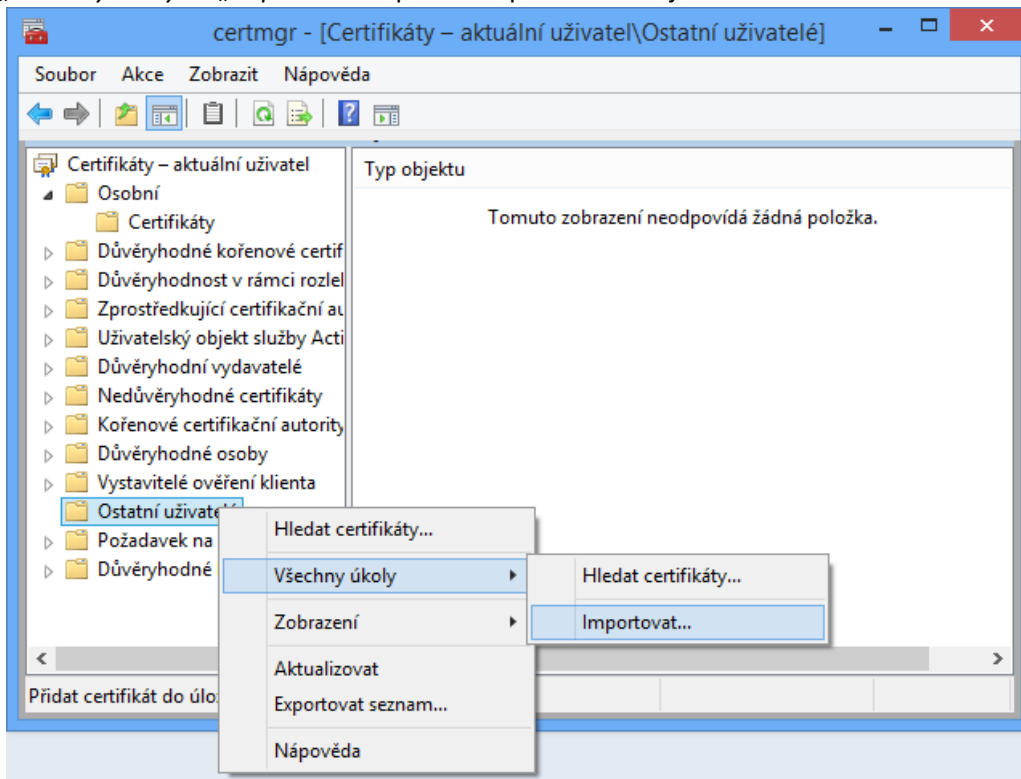 certmgr - [Certifikáty – aktuální uživatel\Ostatní uživatelé]
Soubor Akce Zobrazit Nápověda
Certifikáty – aktuální uživatel
Osobní
Certifikáty
Důvěryhodné kořenové certif
Důvěryhodnost v rámci rozlel
Zprostředkující certifikační au
Uživatelský objekt služby Acti
Důvěryhodní vydavatelé
Nedůvěryhodné certifikáty
Kořenové certifikační autority
Důvěryhodné osoby
Vystavitelé ověření klienta
Ostatní uživatelé
Požadavek na
Důvěryhodné
Typ objektu
Tomuto zobrazení neodpovídá žádná položka.
Hledat certifikáty...
Všechny úkoly
Zobrazení
Aktualizovat
Exportovat seznam...
Nápověda
Hledat certifikáty...
Importovat...
Přidat certifikát do úlo